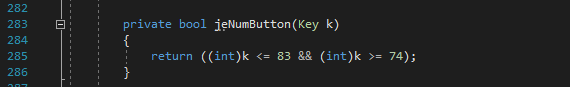 282
283 private bool jeNumButton(Key k)
284 {
285 return ((int)k <= 83 && (int)k >= 74);
286 }
287